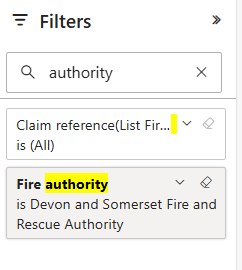 Filters
authority
Claim reference(List Fir...
is (All)
Fire authority
is Devon and Somerset Fire and
Rescue Authority